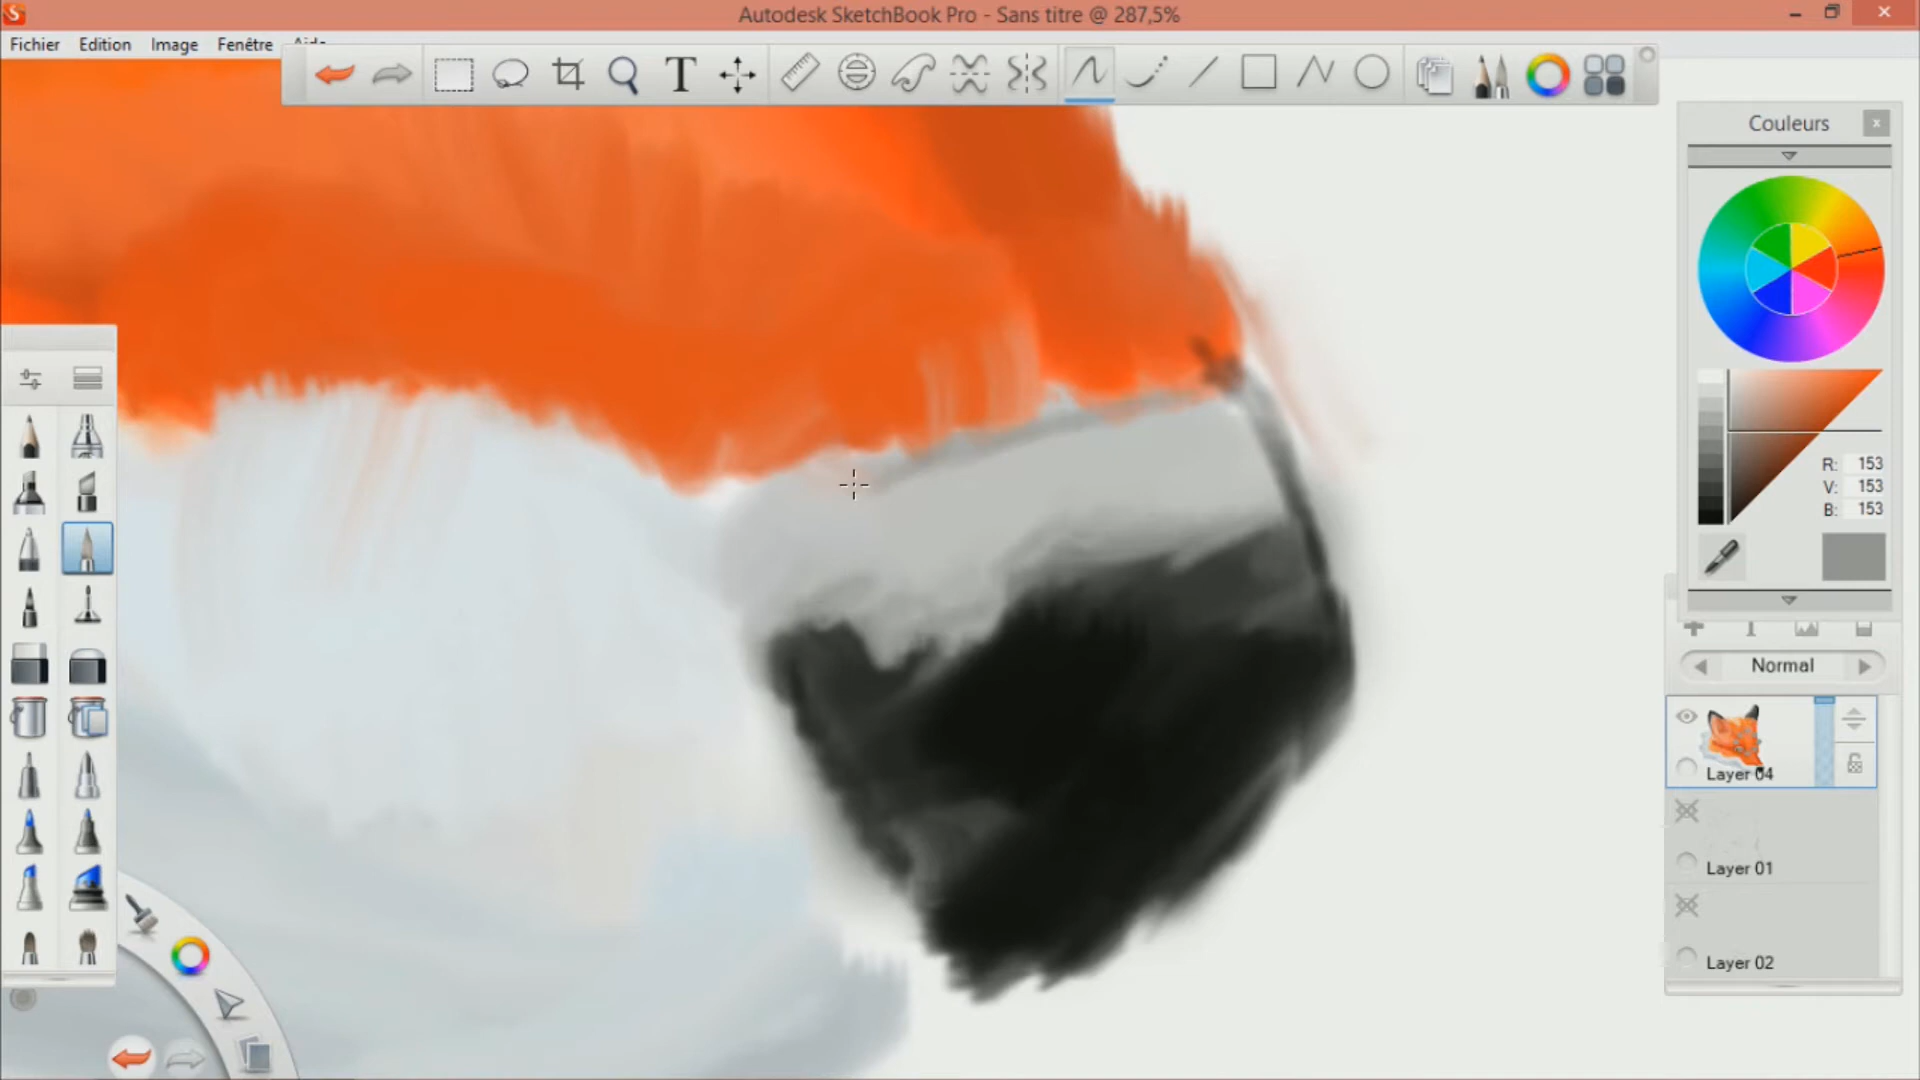 Autodesk SketchBook Pro - Sans titre @ 287,5%
Fichier Edition Image Fenêtre Aide
T
Couleurs
R: 153
V: 153
B: 153
Normal
Layer 04
Layer 01
Layer 02